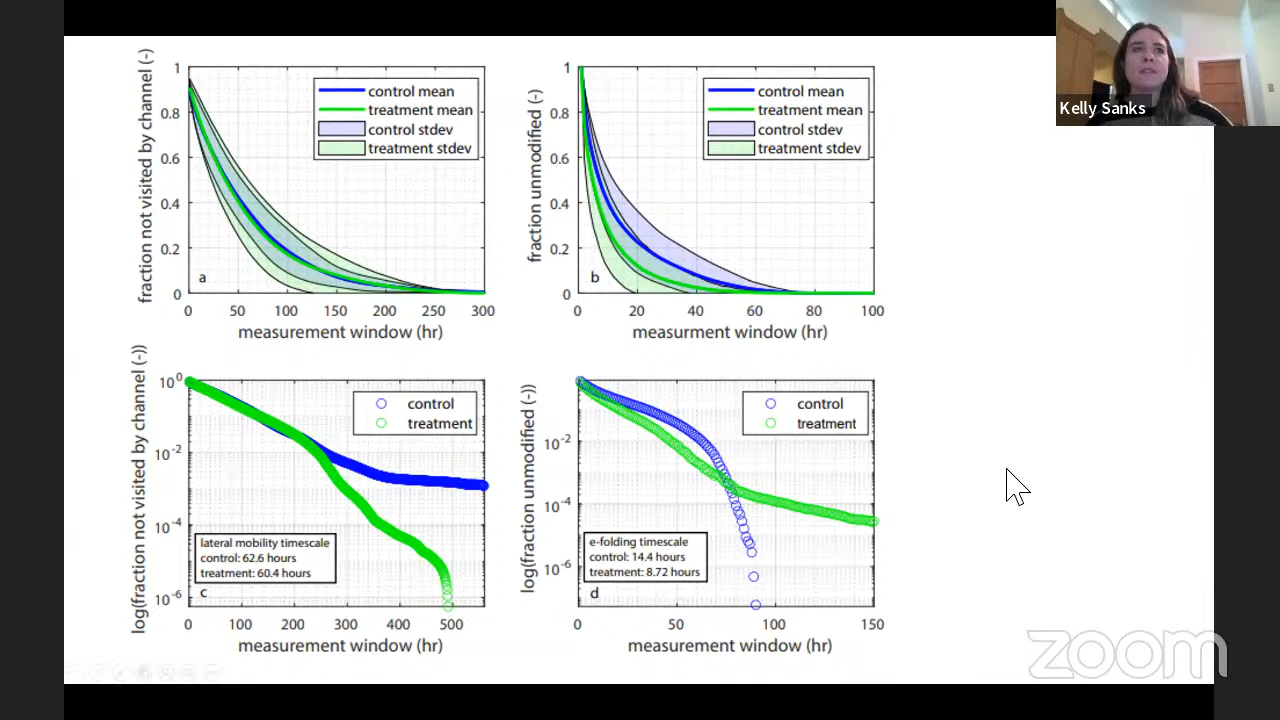 Kelly Sanks
fraction not visited by channel (-)
1
0.8
0.6
0.4
0.2
0
control mean
treatment mean
control stdev
treatment stdev
a
0 50 100 150 200 250 300
measurement window (hr)
fraction unmodified (-)
1
0.8
0.6
0.4
0.2
0
control mean
treatment mean
control stdev
treatment stdev
b
0 20 40 60 80 100
measurment window (hr)
log(fraction not visited by channel (-))
10^0
10^-2
10^-4
10^-6
control
treatment
lateral mobility timescale
control: 62.6 hours
treatment: 60.4 hours
c
0 100 200 300 400 500
measurement window (hr)
log(fraction unmodified (-))
10^-2
10^-4
10^-6
control
treatment
e-folding timescale
control: 14.4 hours
treatment: 8.72 hours
d
0 50 100 150
measurement window (hr)
zoom